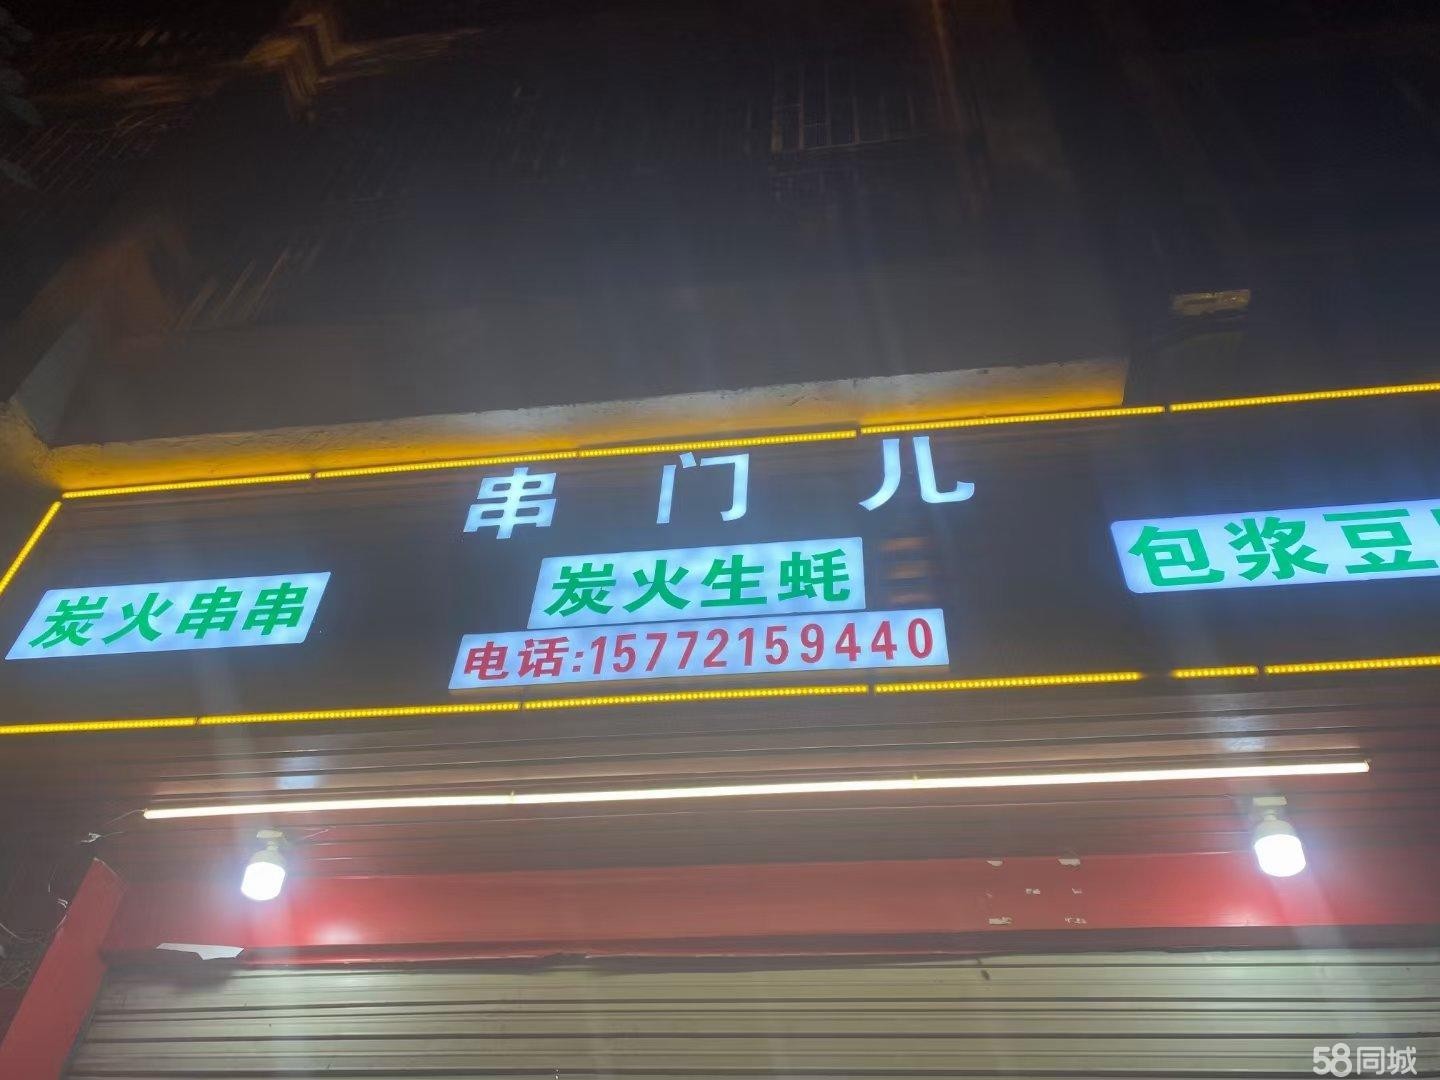 串门儿
炭火串串
炭火生蚝
包浆豆
电话:15772159440
58同城